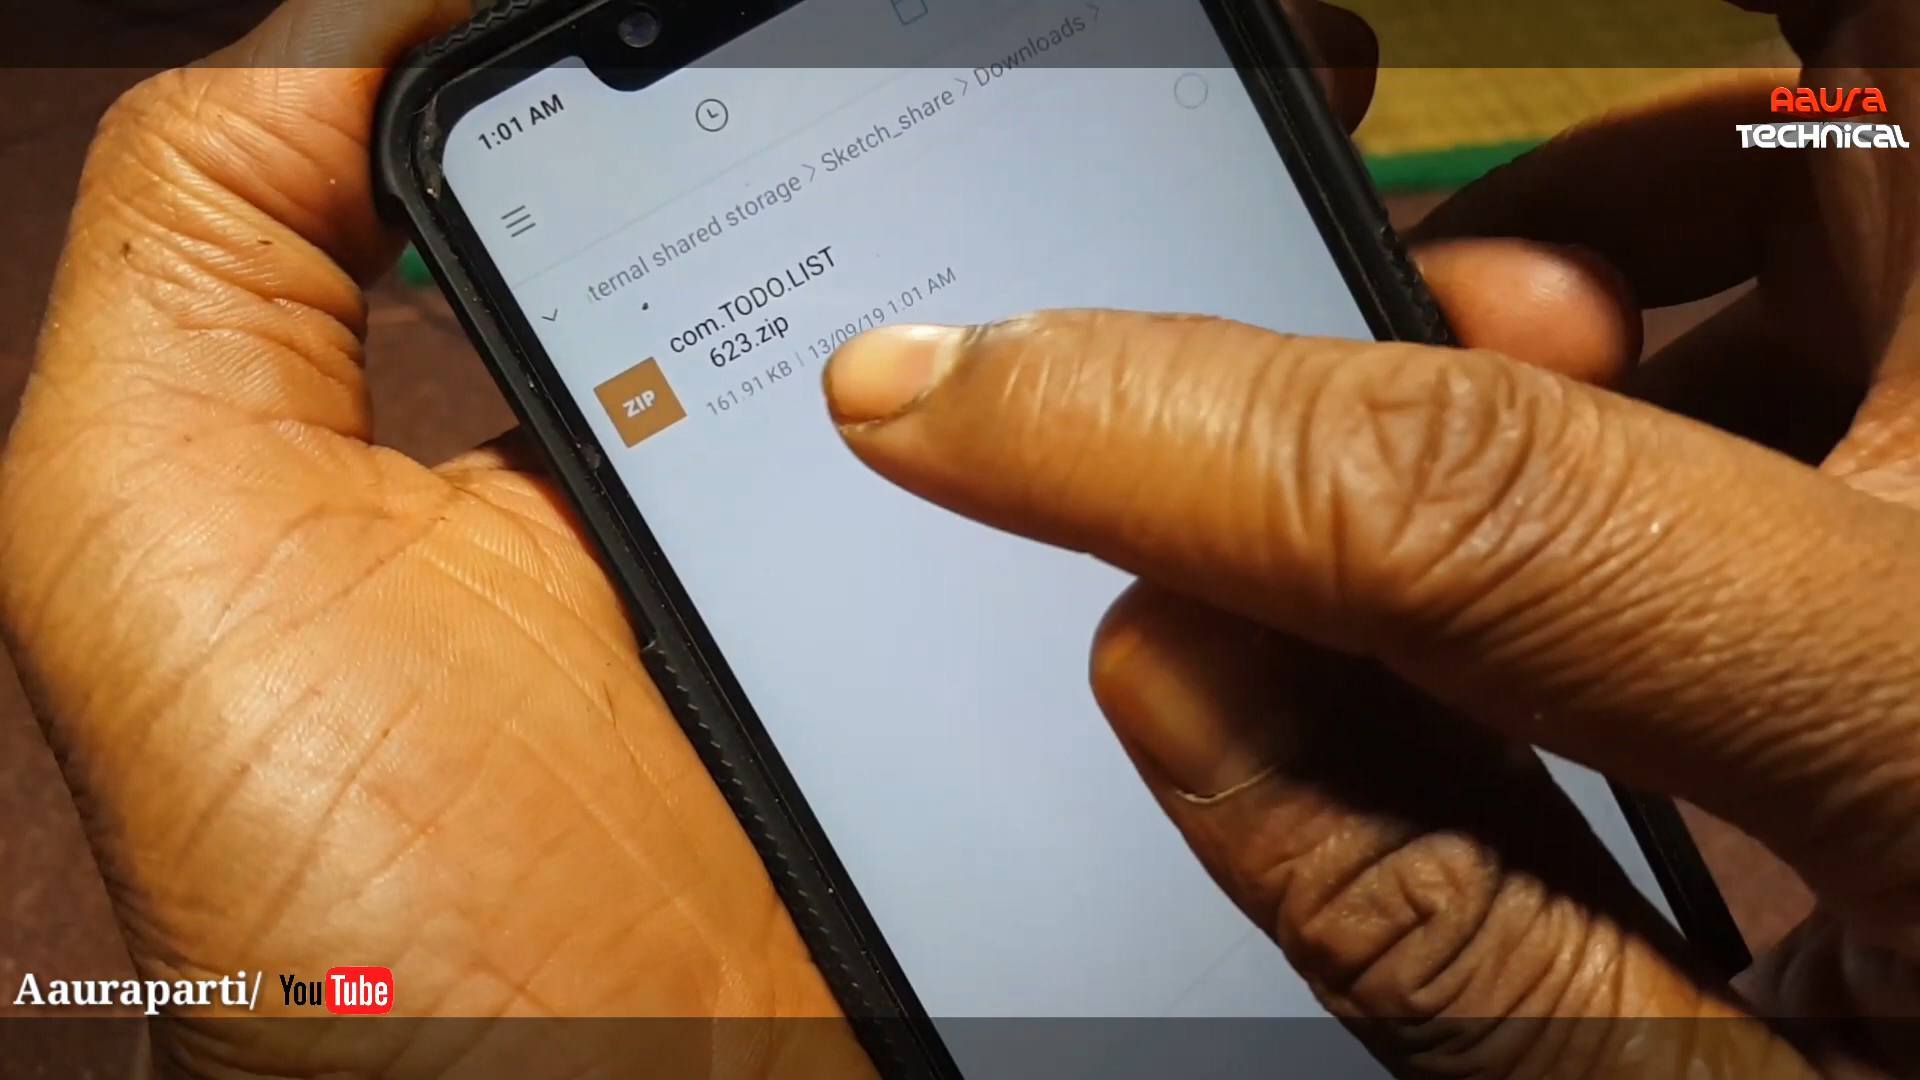 1:01 AM
ternal shared storage > Sketch_share > Downloads >
com.TODO.LIST
623.zip
161.91 KB | 13/09/19 1:01 AM
ZIP
Aaura
TECHNICAL
Aauraparti/ YouTube